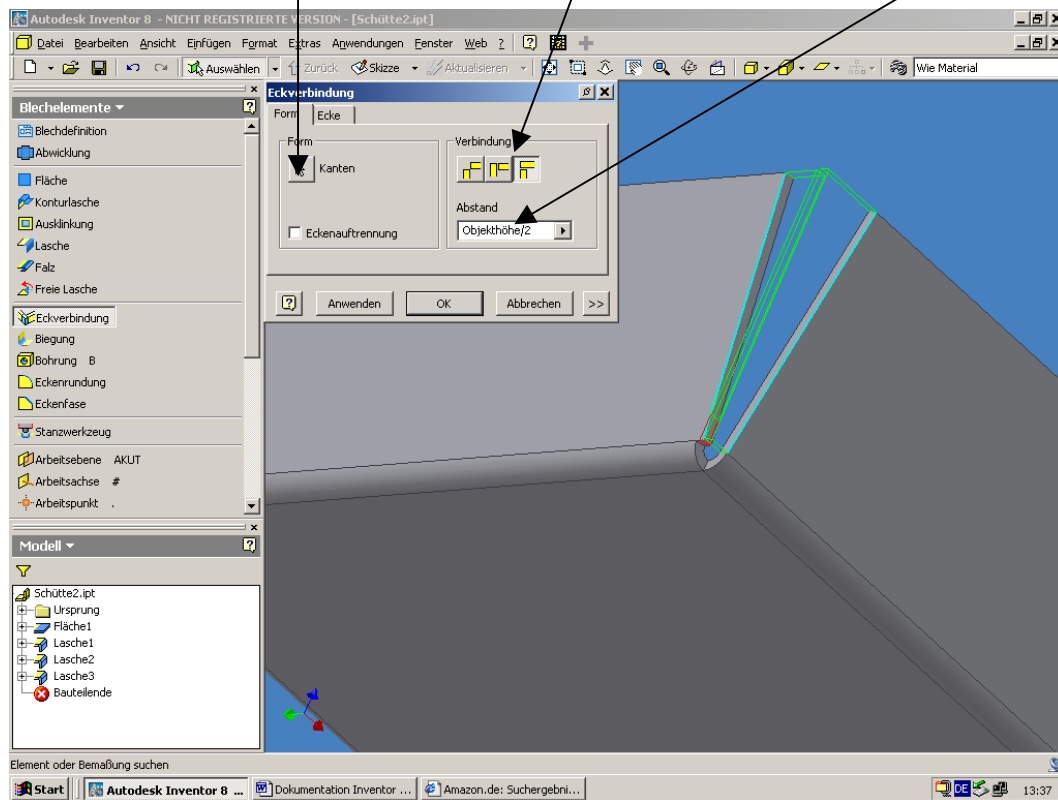 Autodesk Inventor 8 - NICHT REGISTRIERTE VERSION - [Schütte2.ipt]
Datei Bearbeiten Ansicht Einfügen Format Extras Anwendungen Fenster Web ?
Auswählen Zurück Skizze Aktualisieren Wie Material
Blechelemente
Blechdefinition
Abwicklung
Fläche
Konturlasche
Ausklinkung
Lasche
Falz
Freie Lasche
Eckverbindung
Biegung
Bohrung B
Eckenrundung
Eckenfase
Stanzwerkzeug
Arbeitsebene AKUT
Arbeitsachse #
Arbeitspunkt .
Eckverbindung
Form Ecke
Form
Kanten
Eckenauftrennung
Verbindung
Abstand
Objekthöhe/2
Anwenden OK Abbrechen >>
Modell
Schütte2.ipt
Ursprung
Fläche1
Lasche1
Lasche2
Lasche3
Bauteilende
Element oder Bemaßung suchen
Start Autodesk Inventor 8 ... Dokumentation Inventor ... Amazon.de: Suchergebni... DE 13:37